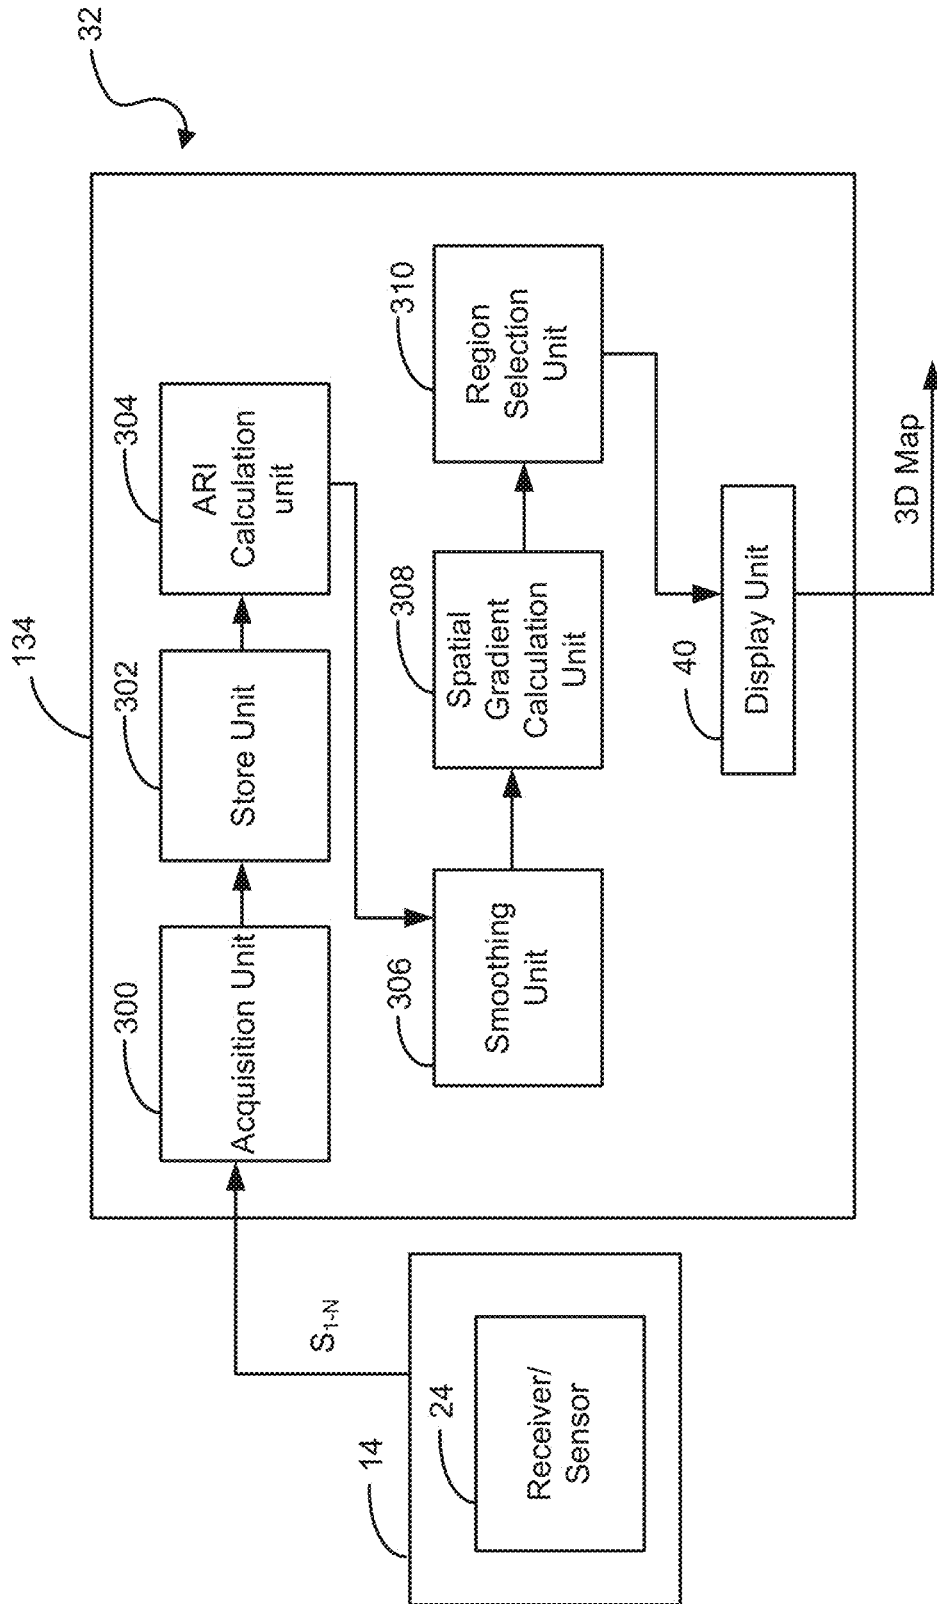 32
134
300
Acquisition Unit
302
Store Unit
304
ARI
Calculation
unit
306
Smoothing
Unit
308
Spatial
Gradient
Calculation
Unit
310
Region
Selection
Unit
40
Display Unit
3D Map
S1-N
14
24
Receiver/
Sensor